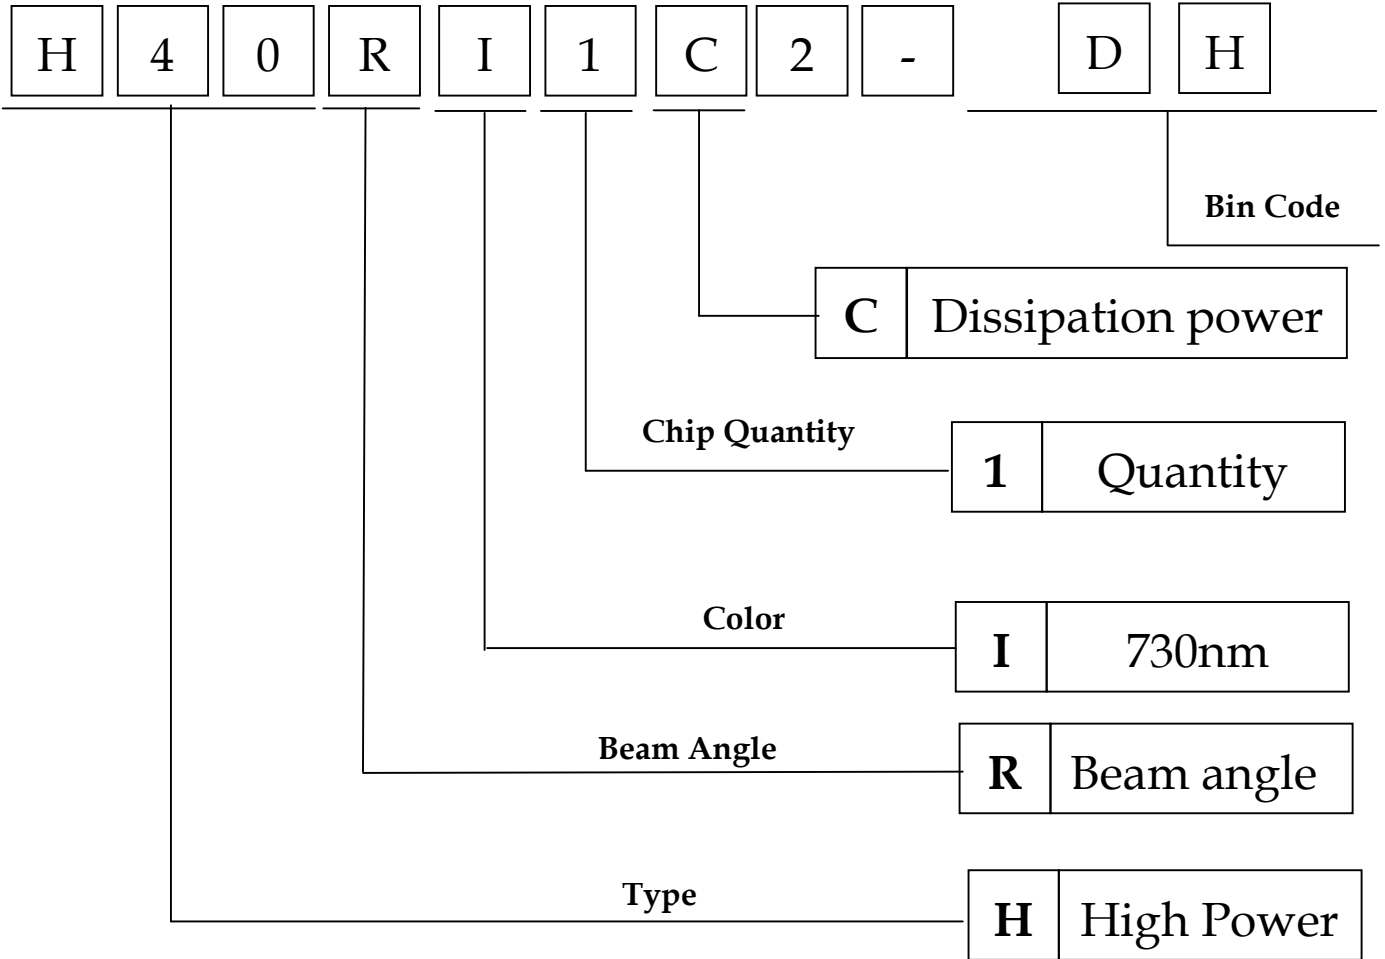 H 4 0 R I 1 C 2 - D H
Bin Code
C Dissipation power
Chip Quantity
1 Quantity
Color
I 730nm
Beam Angle
R Beam angle
Type
H High Power